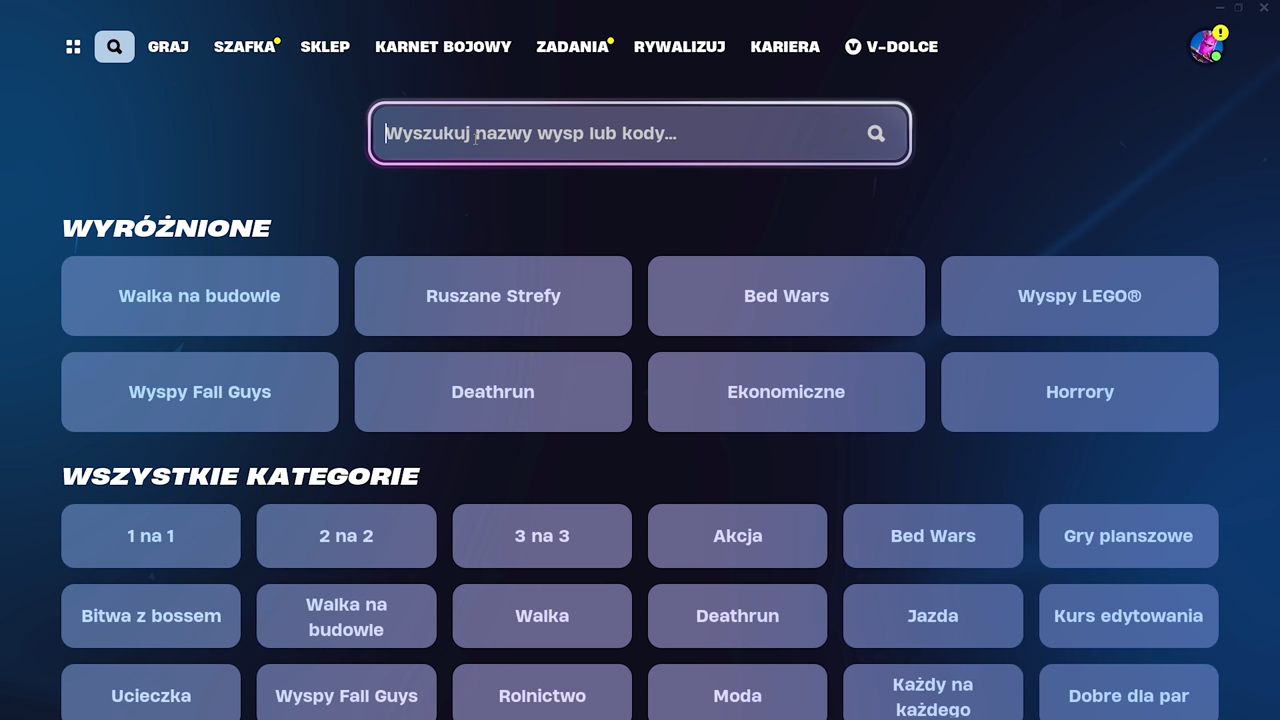 GRAJ SZAFKA SKLEP KARNET BOJOWY ZADANIA RYWALIZUJ KARIERA V-DOLCE
Wyszukuj nazwy wysp lub kody...
WYRÓŻNIONE
Walka na budowle Ruszane Strefy Bed Wars Wyspy LEGO®
Wyspy Fall Guys Deathrun Ekonomiczne Horrory
WSZYSTKIE KATEGORIE
1 na 1 2 na 2 3 na 3 Akcja Bed Wars Gry planszowe
Bitwa z bossem Walka na budowle Walka Deathrun Jazda Kurs edytowania
Ucieczka Wyspy Fall Guys Rolnictwo Moda Każdy na każdego Dobre dla par